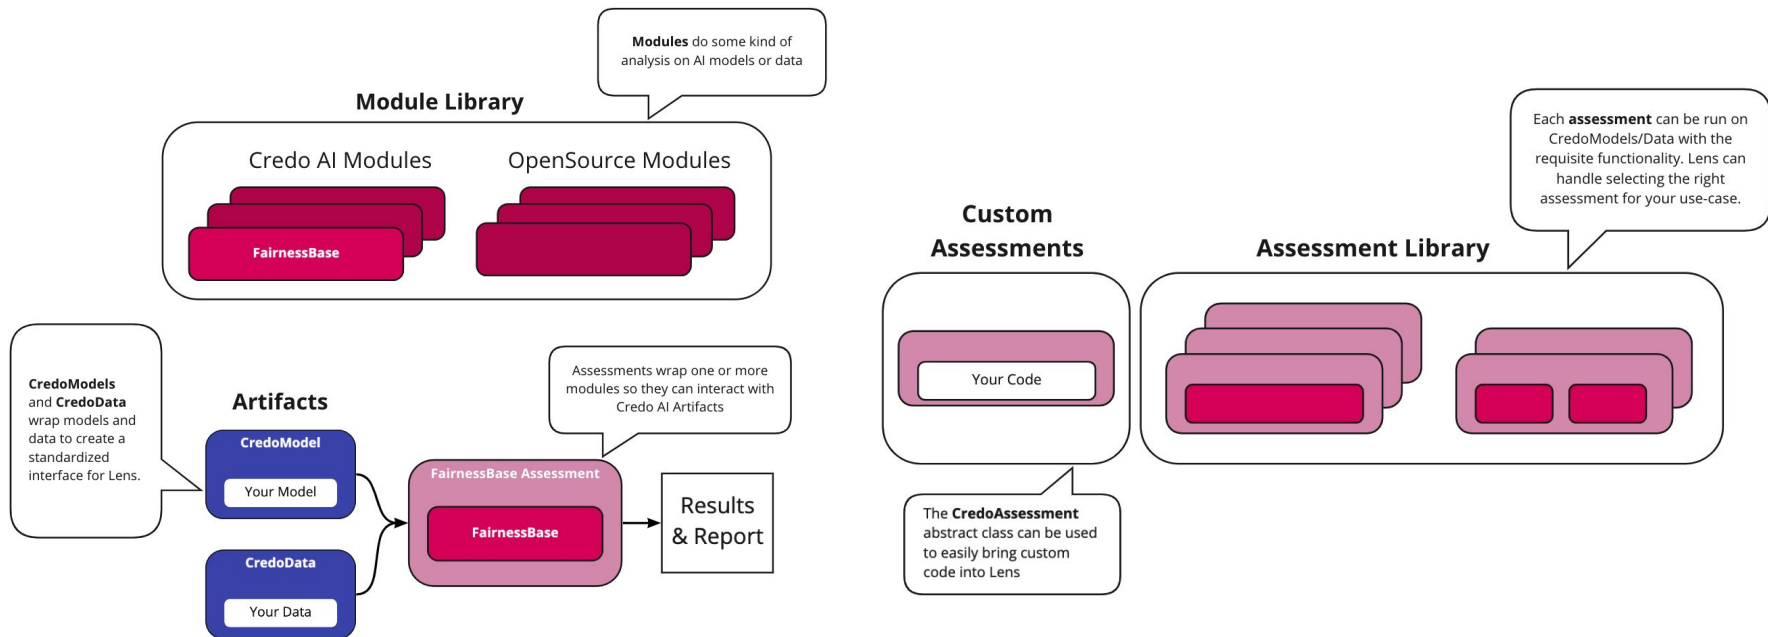 Modules do some kind of
analysis on AI models or data
Module Library
Credo AI Modules
OpenSource Modules
FairnessBase
CredoModels
and CredoData
wrap models and
data to create a
standardized
interface for Lens.
Artifacts
CredoModel
Your Model
CredoData
Your Data
Assessments wrap one or more
modules so they can interact with
Credo AI Artifacts
FairnessBase Assessment
FairnessBase
Results
& Report
Custom
Assessments
Your Code
The CredoAssessment
abstract class can be used
to easily bring custom
code into Lens
Each assessment can be run on
CredoModels/Data with the
requisite functionality. Lens can
handle selecting the right
assessment for your use-case.
Assessment Library